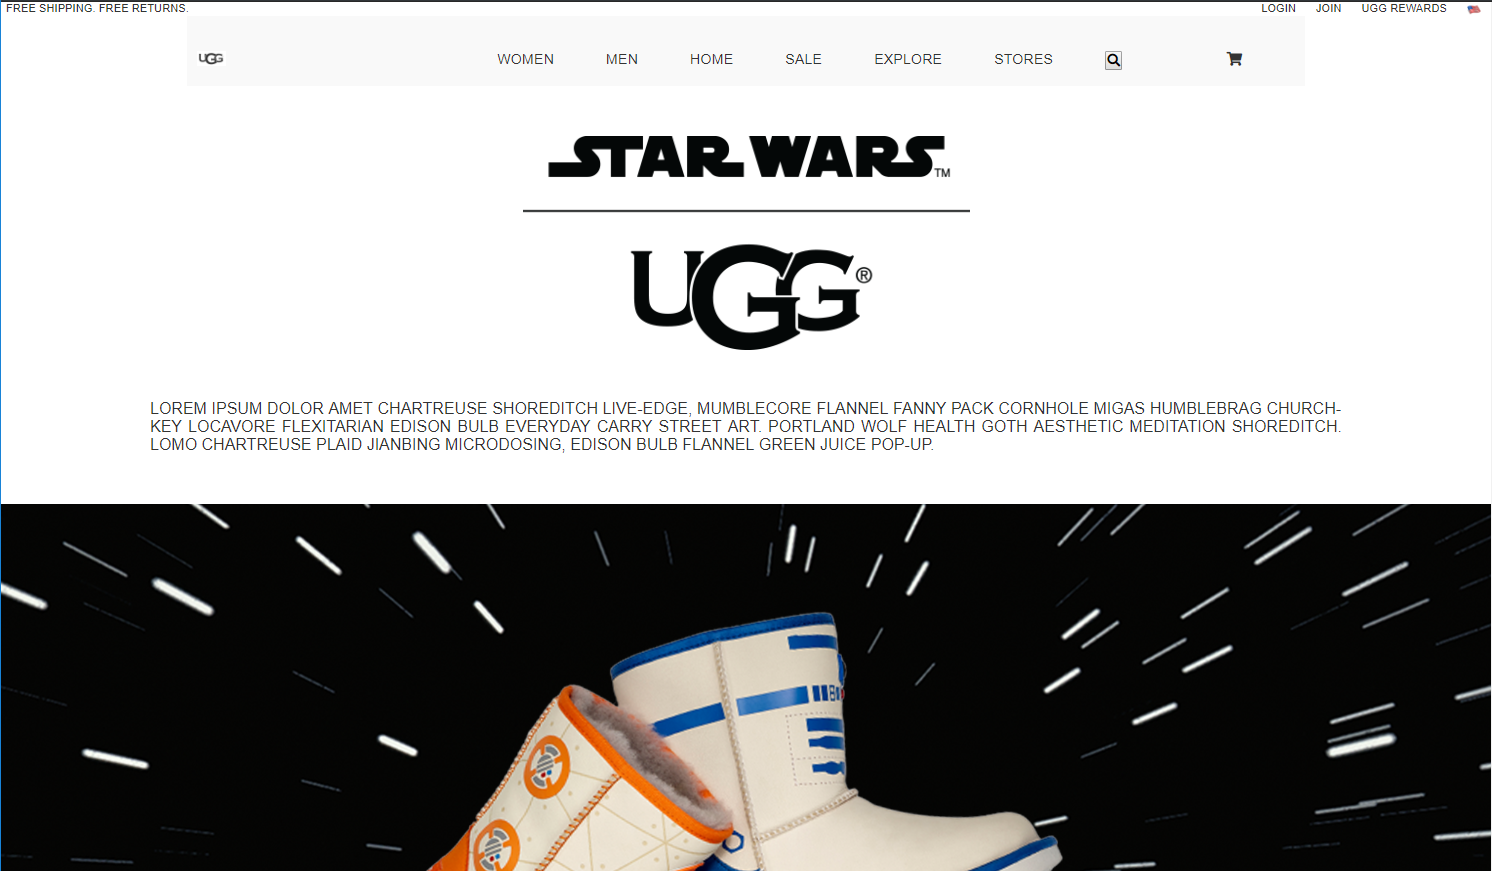 FREE SHIPPING. FREE RETURNS.
LOGIN JOIN UGG REWARDS
UGG WOMEN MEN HOME SALE EXPLORE STORES
STAR WARS™
UGG®
LOREM IPSUM DOLOR AMET CHARTREUSE SHOREDITCH LIVE-EDGE, MUMBLECORE FLANNEL FANNY PACK CORNHOLE MIGAS HUMBLEBRAG CHURCH-
KEY LOCAVORE FLEXITARIAN EDISON BULB EVERYDAY CARRY STREET ART. PORTLAND WOLF HEALTH GOTH AESTHETIC MEDITATION SHOREDITCH.
LOMO CHARTREUSE PLAID JIANBING MICRODOSING, EDISON BULB FLANNEL GREEN JUICE POP-UP.